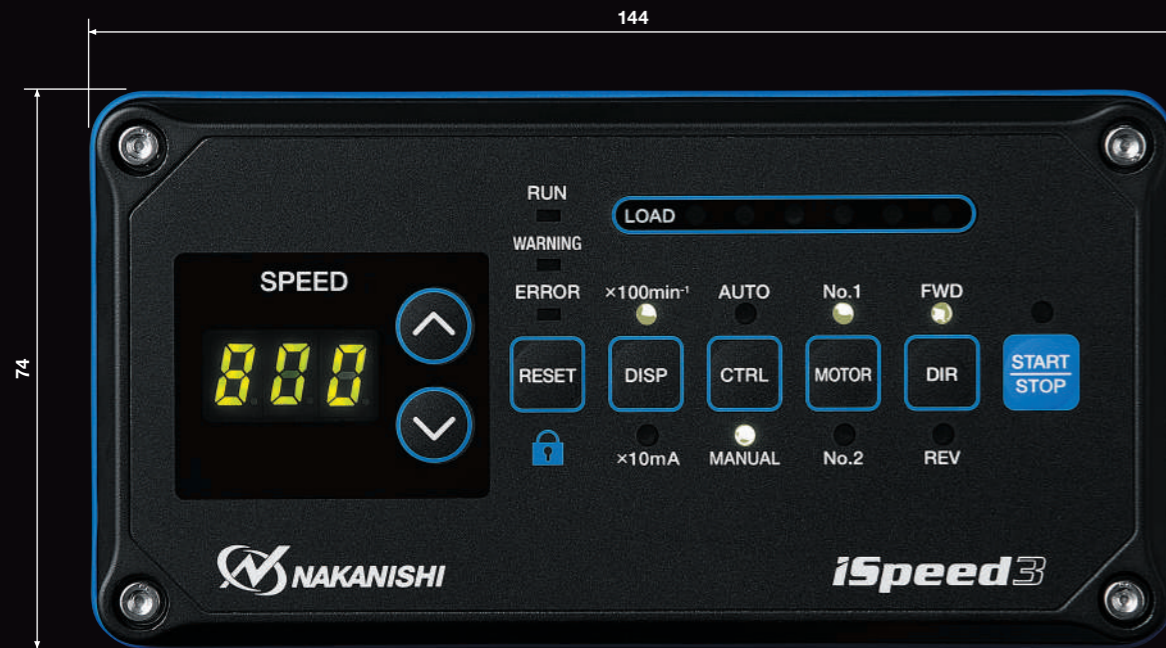 144
74
RUN
LOAD
WARNING
SPEED
ERROR ×100min⁻¹ AUTO No.1 FWD
800
RESET DISP CTRL MOTOR DIR START
STOP
×10mA MANUAL No.2 REV
NAKANISHI iSpeed3